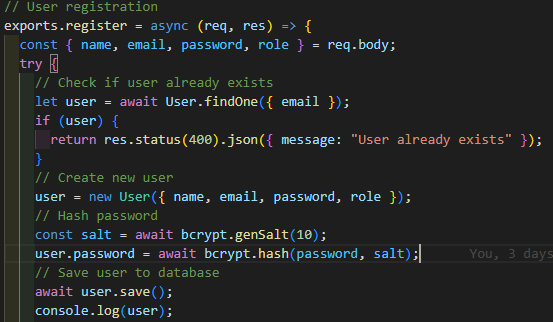 // User registration
exports.register = async (req, res) => {
const { name, email, password, role } = req.body;
try {
// Check if user already exists
let user = await User.findOne({ email });
if (user) {
return res.status(400).json({ message: "User already exists" });
}
// Create new user
user = new User({ name, email, password, role });
// Hash password
const salt = await bcrypt.genSalt(10);
user.password = await bcrypt.hash(password, salt); You, 3 days
// Save user to database
await user.save();
console.log(user);